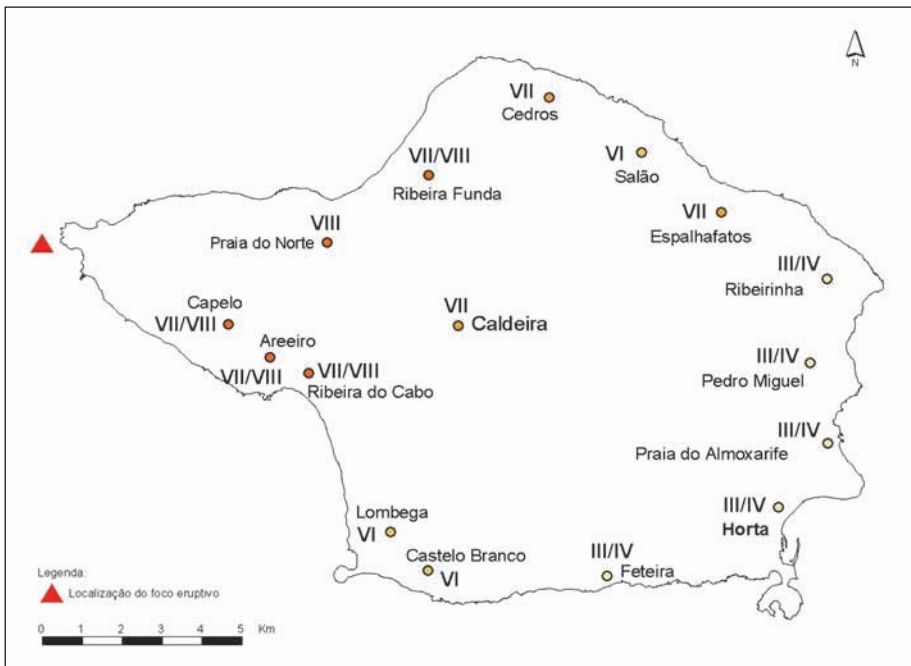 N
VII
Cedros
VI
Salão
VII/VIII
Ribeira Funda
VII
Espalhafatos
VIII
Praia do Norte
III/IV
Ribeirinha
Capelo
VII/VIII
VII
Caldeira
Areeiro
VII/VIII
VII/VIII
Ribeira do Cabo
III/IV
Pedro Miguel
III/IV
Praia do Almoxarife
III/IV
Horta
Lombega
VI
Castelo Branco
VI
III/IV
Feteira
Legenda:
Localização do foco eruptivo
0 1 2 3 4 5 Km